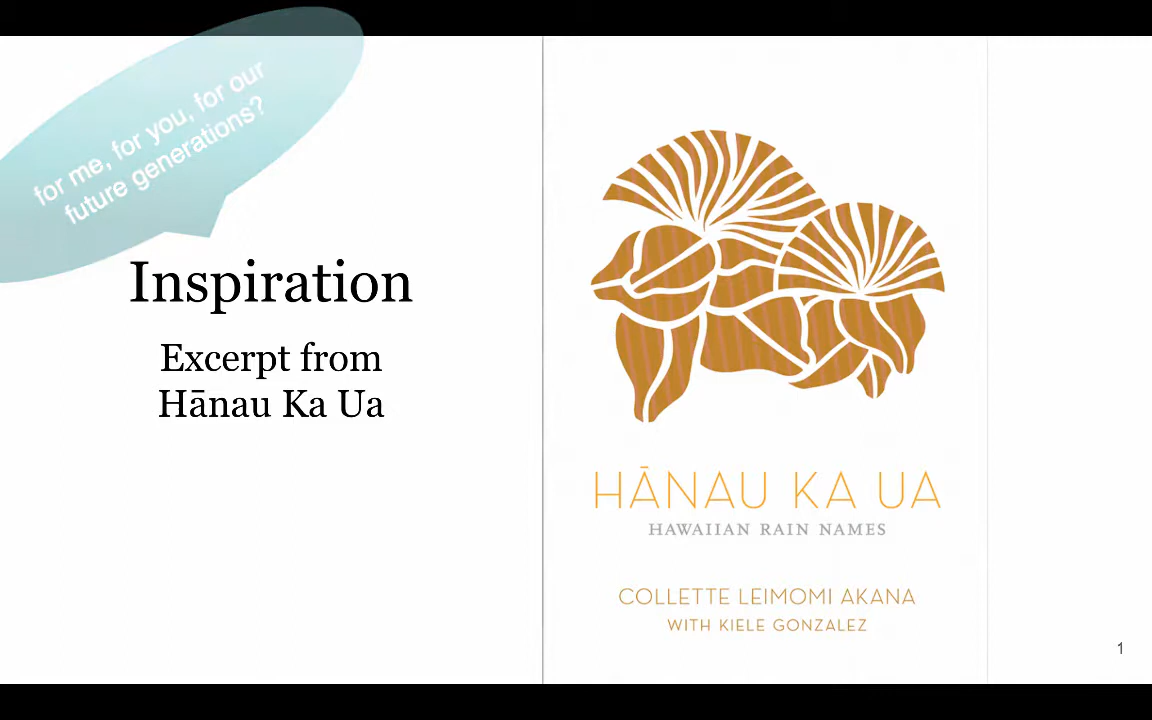 for me, for you, for our
future generations?
Inspiration
Excerpt from
Hānau Ka Ua
HĀNAU KA UA
HAWAIIAN RAIN NAMES
COLLETTE LEIMOMI AKANA
WITH KIELE GONZALEZ
1